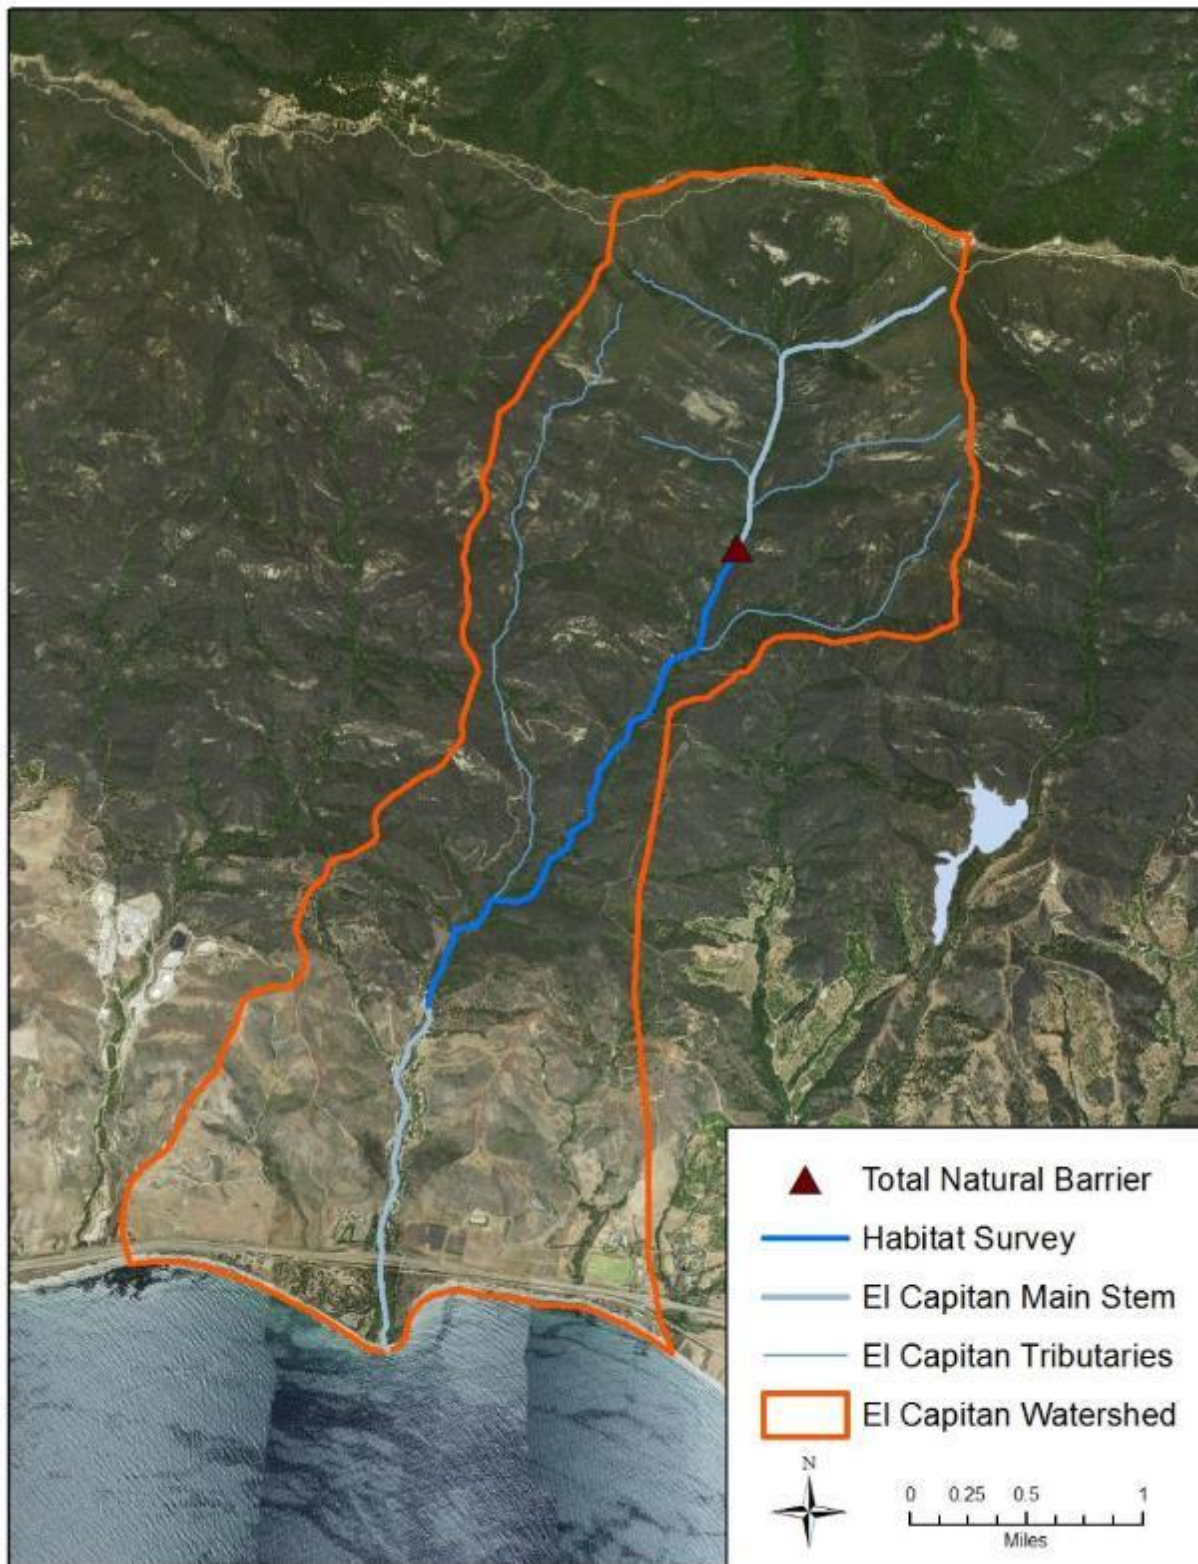 Total Natural Barrier
Habitat Survey
El Capitan Main Stem
El Capitan Tributaries
El Capitan Watershed
N
0 0.25 0.5 1
Miles